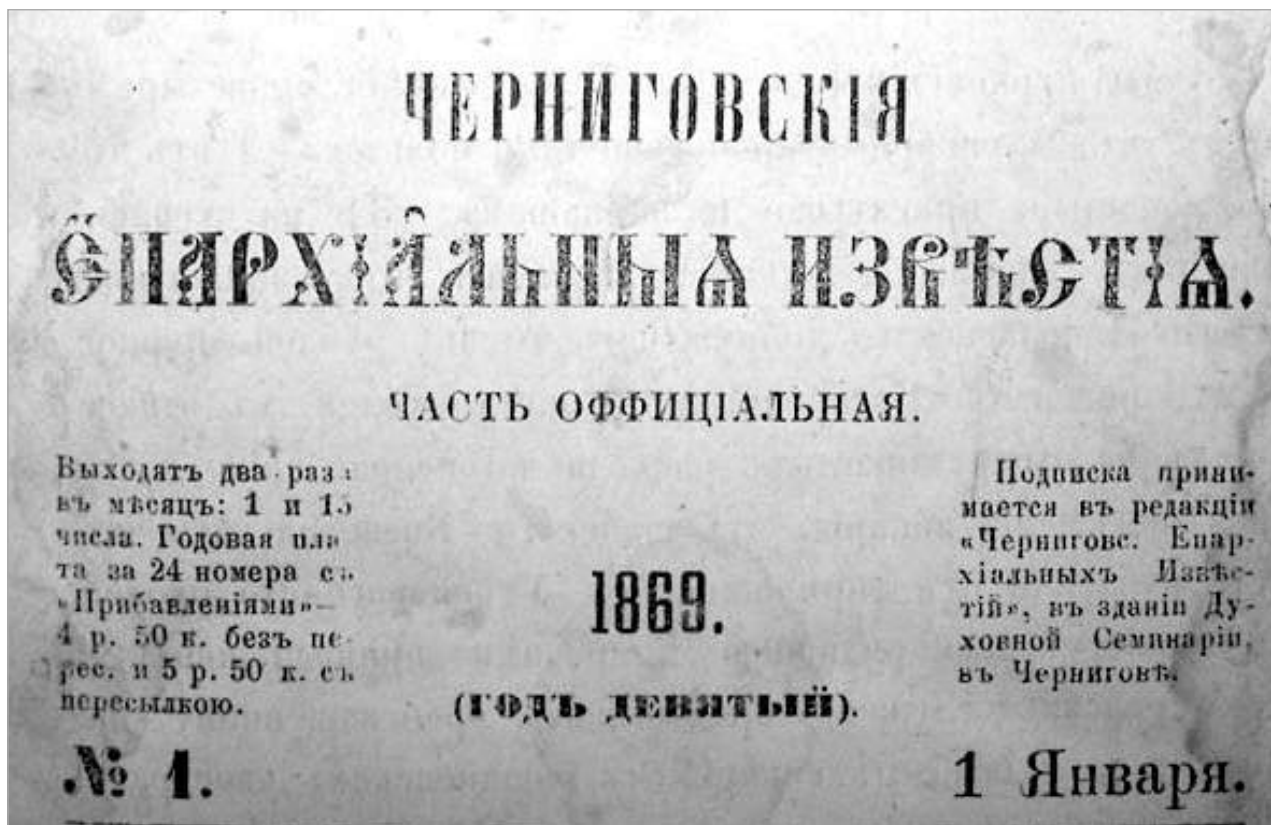 ЧЕРНИГОВСКІЯ
ЕПАРХІАЛЬНЫЯ ИЗВѢСТІЯ.
ЧАСТЬ ОФФИЦІАЛЬНАЯ.
Выходятъ два раза
въ мѣсяцъ: 1 и 15
числа. Годовая пла-
та за 24 номера съ
«Прибавленіями»—
4 р. 50 к. безъ пе-
рес. и 5 р. 50 к. съ
пересылкою.
1869.
(ГОДЪ ДЕВЯТЫЙ).
Подписка прини-
мается въ редакціи
«Черниговс. Епар-
хіальныхъ Извѣс-
тій», въ зданіи Ду-
ховной Семинаріи,
въ Черниговѣ.
№ 1.
1 Января.